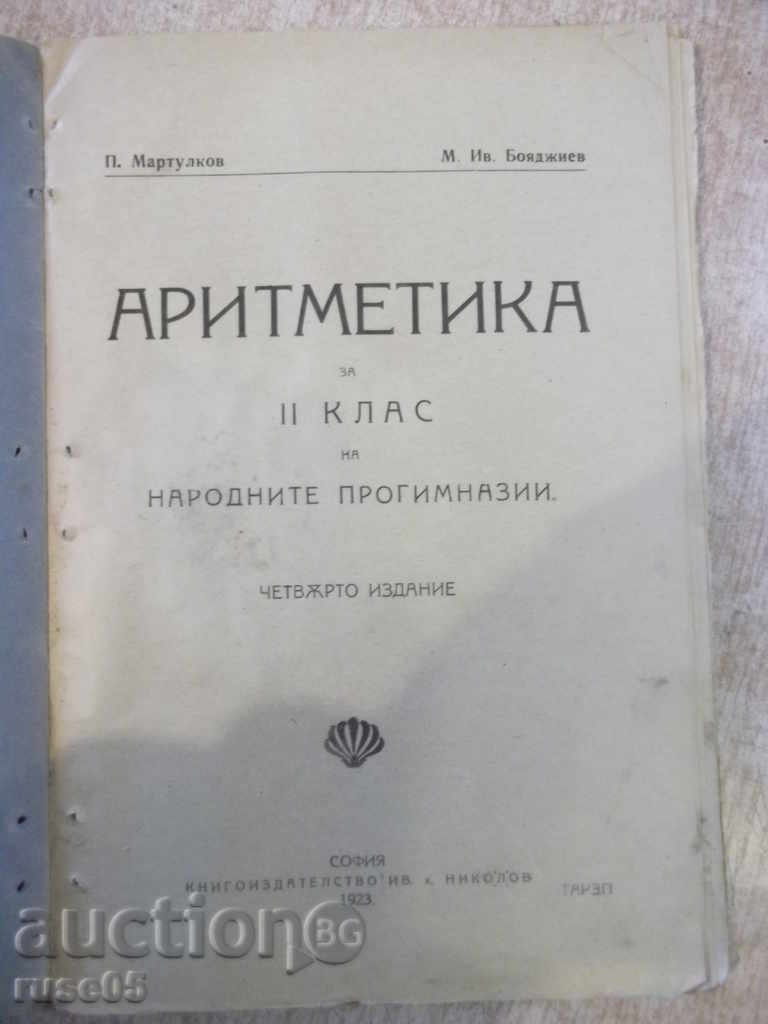 П. Мартулков М. Ив. Бояджиев
АРИТМЕТИКА
ЗА
II КЛАС
НА
НАРОДНИТЕ ПРОГИМНАЗИИ.
ЧЕТВѪРТО ИЗДАНИЕ
СОФИЯ
КНИГОИЗДАТЕЛСТВО ИВ. К. НИКОЛОВ
1923
auction BG
ruse05